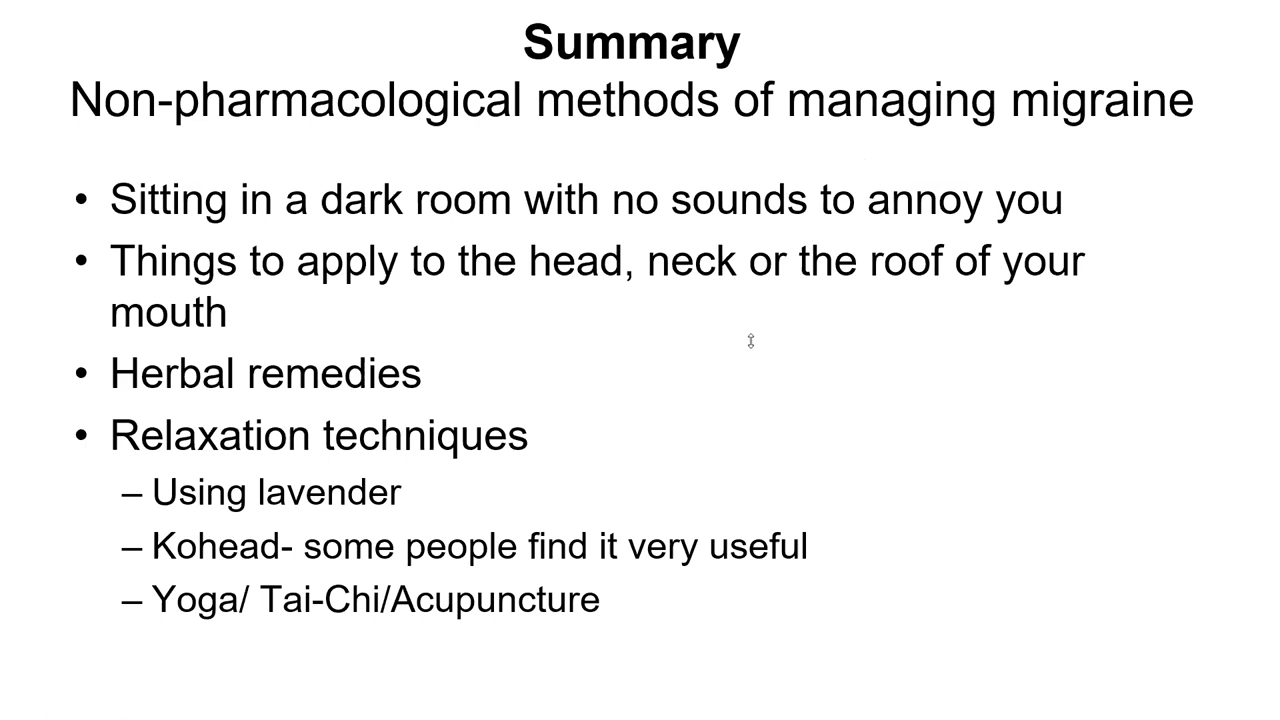 Summary
Non-pharmacological methods of managing migraine
• Sitting in a dark room with no sounds to annoy you
• Things to apply to the head, neck or the roof of your
mouth
• Herbal remedies
• Relaxation techniques
– Using lavender
– Kohead- some people find it very useful
– Yoga/ Tai-Chi/Acupuncture